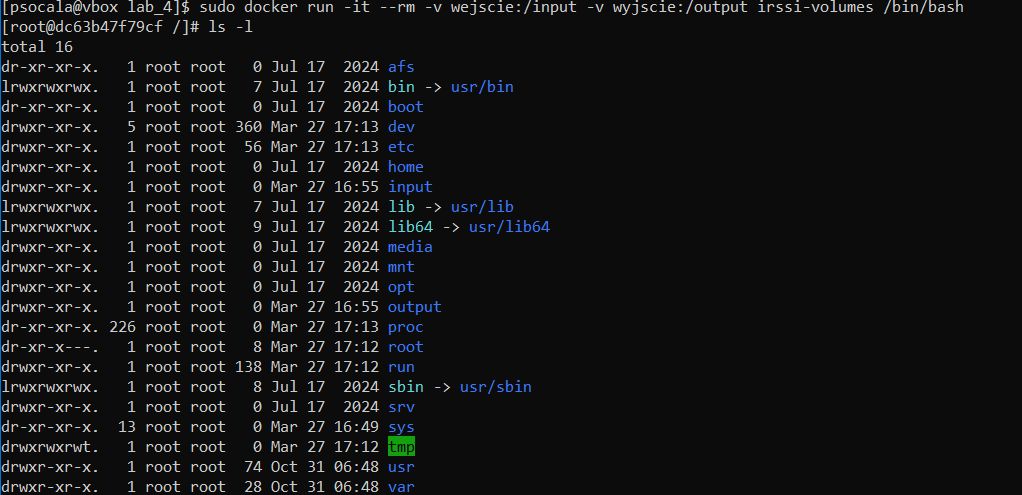 [psocala@vbox lab_4]$ sudo docker run -it --rm -v wejscie:/input -v wyjscie:/output irssi-volumes /bin/bash
[root@dc63b47f79cf /]# ls -l
total 16
dr-xr-xr-x.   1 root root   0 Jul 17  2024 afs
lrwxrwxrwx.   1 root root   7 Jul 17  2024 bin -> usr/bin
dr-xr-xr-x.   1 root root   0 Jul 17  2024 boot
drwxr-xr-x.   5 root root 360 Mar 27 17:13 dev
drwxr-xr-x.   1 root root  56 Mar 27 17:13 etc
drwxr-xr-x.   1 root root   0 Jul 17  2024 home
drwxr-xr-x.   1 root root   0 Mar 27 16:55 input
lrwxrwxrwx.   1 root root   7 Jul 17  2024 lib -> usr/lib
lrwxrwxrwx.   1 root root   9 Jul 17  2024 lib64 -> usr/lib64
drwxr-xr-x.   1 root root   0 Jul 17  2024 media
drwxr-xr-x.   1 root root   0 Jul 17  2024 mnt
drwxr-xr-x.   1 root root   0 Jul 17  2024 opt
drwxr-xr-x.   1 root root   0 Mar 27 16:55 output
dr-xr-xr-x. 226 root root   0 Mar 27 17:13 proc
dr-xr-x---.   1 root root   8 Mar 27 17:12 root
drwxr-xr-x.   1 root root 138 Mar 27 17:12 run
lrwxrwxrwx.   1 root root   8 Jul 17  2024 sbin -> usr/sbin
drwxr-xr-x.   1 root root   0 Jul 17  2024 srv
dr-xr-xr-x.  13 root root   0 Mar 27 16:49 sys
drwxrwxrwt.   1 root root   0 Mar 27 17:12 tmp
drwxr-xr-x.   1 root root  74 Oct 31 06:48 usr
drwxr-xr-x.   1 root root  28 Oct 31 06:48 var